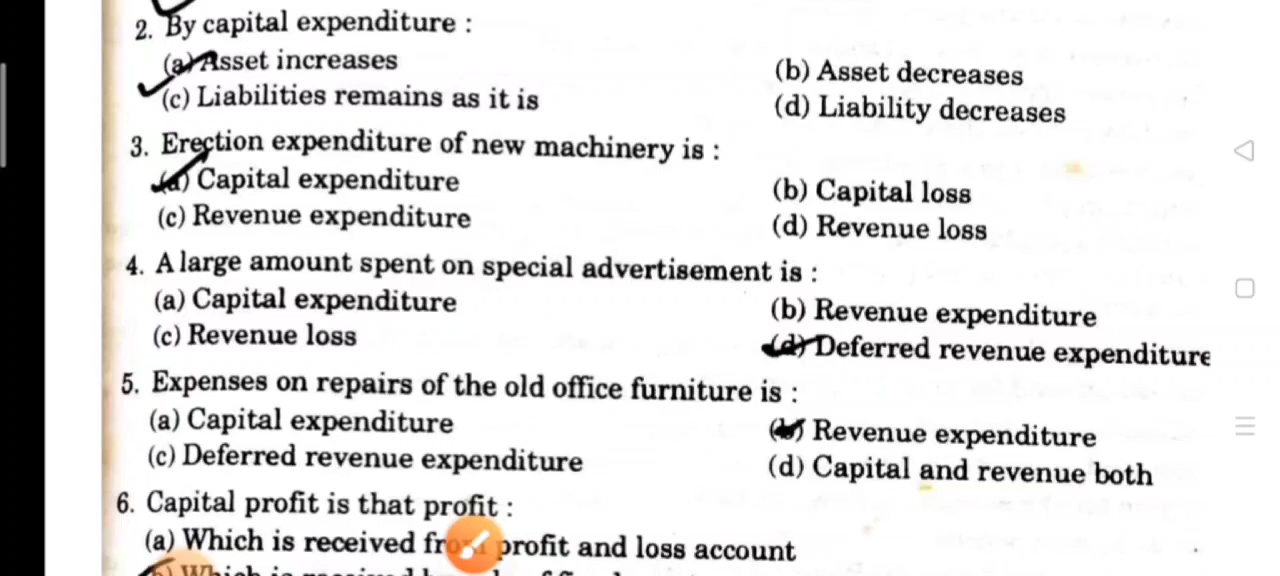 2. By capital expenditure :
(a) Asset increases
(b) Asset decreases
(c) Liabilities remains as it is
(d) Liability decreases
3. Erection expenditure of new machinery is :
(a) Capital expenditure
(b) Capital loss
(c) Revenue expenditure
(d) Revenue loss
4. A large amount spent on special advertisement is :
(a) Capital expenditure
(b) Revenue expenditure
(c) Revenue loss
(d) Deferred revenue expenditure
5. Expenses on repairs of the old office furniture is :
(a) Capital expenditure
(b) Revenue expenditure
(c) Deferred revenue expenditure
(d) Capital and revenue both
6. Capital profit is that profit :
(a) Which is received from profit and loss account